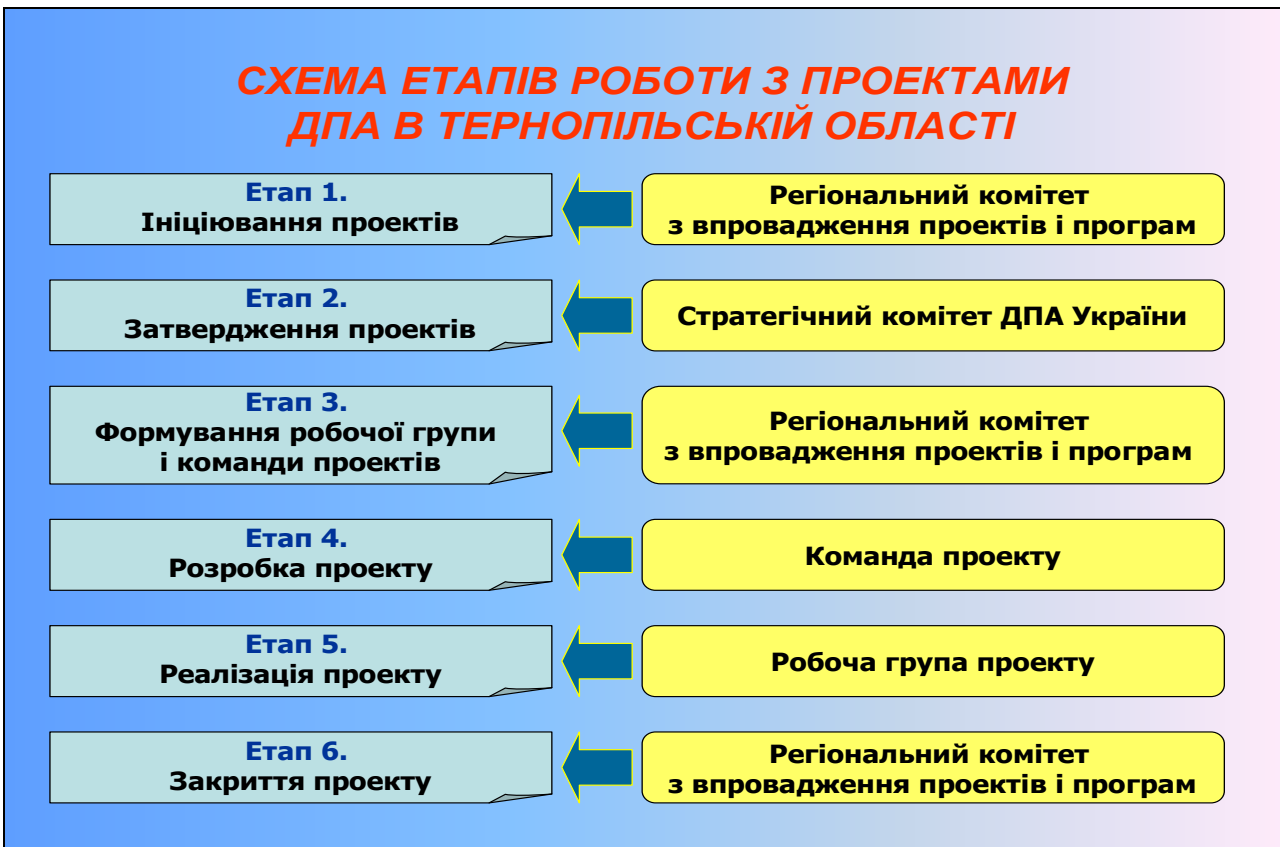 СХЕМА ЕТАПІВ РОБОТИ З ПРОЕКТАМИ
ДПА В ТЕРНОПІЛЬСЬКІЙ ОБЛАСТІ
Етап 1.
Ініціювання проектів
Регіональний комітет
з впровадження проектів і програм
Етап 2.
Затвердження проектів
Стратегічний комітет ДПА України
Етап 3.
Формування робочої групи
і команди проектів
Регіональний комітет
з впровадження проектів і програм
Етап 4.
Розробка проекту
Команда проекту
Етап 5.
Реалізація проекту
Робоча група проекту
Етап 6.
Закриття проекту
Регіональний комітет
з впровадження проектів і програм